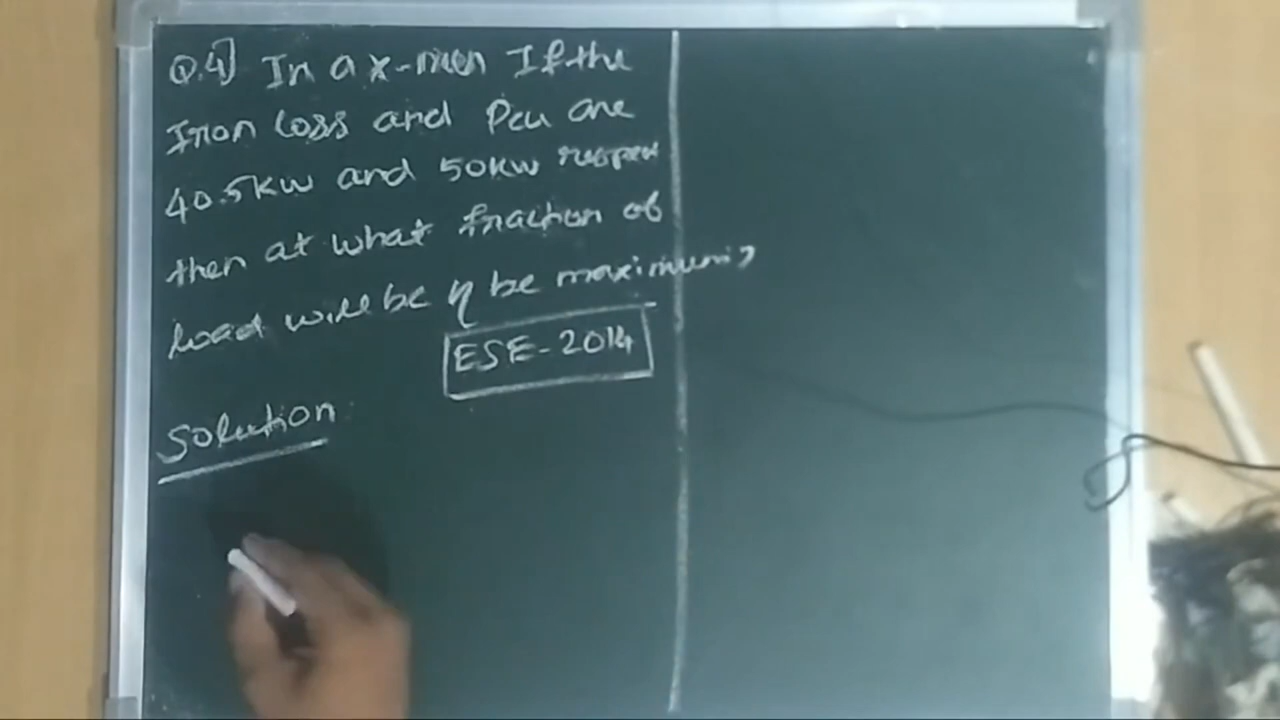 Q.4] In a x-mer If the
Iron loss and Pcu are
40.5kw and 50kw respew
then at what fraction of
load will be η be maximum?
ESE-2014
Solution